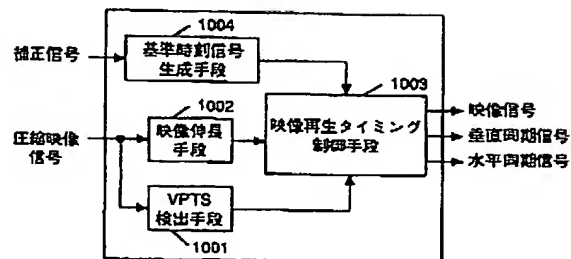 補正信号
1004
基準時刻信号
生成手段
1003
1002
圧縮映像
信号
映像伸長
手段
映像再生タイミング
制御手段
映像信号
垂直同期信号
水平同期信号
VPTS
検出手段
1001